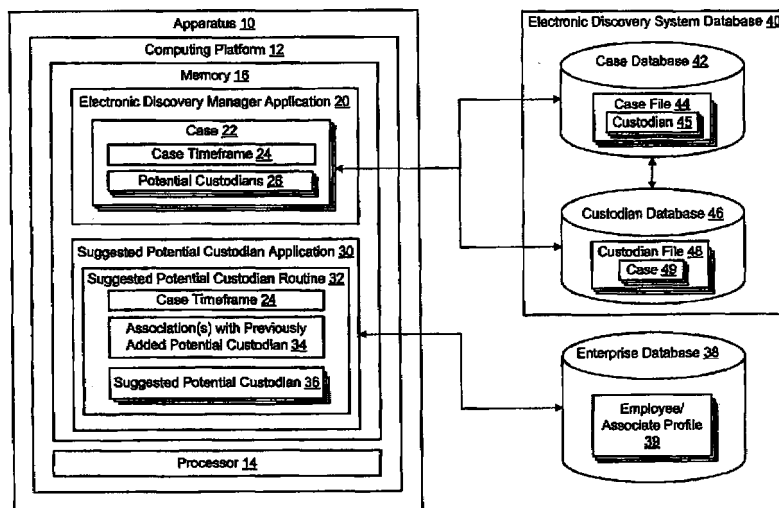 Apparatus 10
Computing Platform 12
Memory 16
Electronic Discovery Manager Application 20
Case 22
Case Timeframe 24
Potential Custodians 26
Suggested Potential Custodian Application 30
Suggested Potential Custodian Routine 32
Case Timeframe 24
Association(s) with Previously
Added Potential Custodian 34
Suggested Potential Custodian 36
Processor 14
Electronic Discovery System Database 40
Case Database 42
Case File 44
Custodian 45
Custodian Database 46
Custodian File 48
Case 49
Enterprise Database 38
Employee/
Associate Profile
39